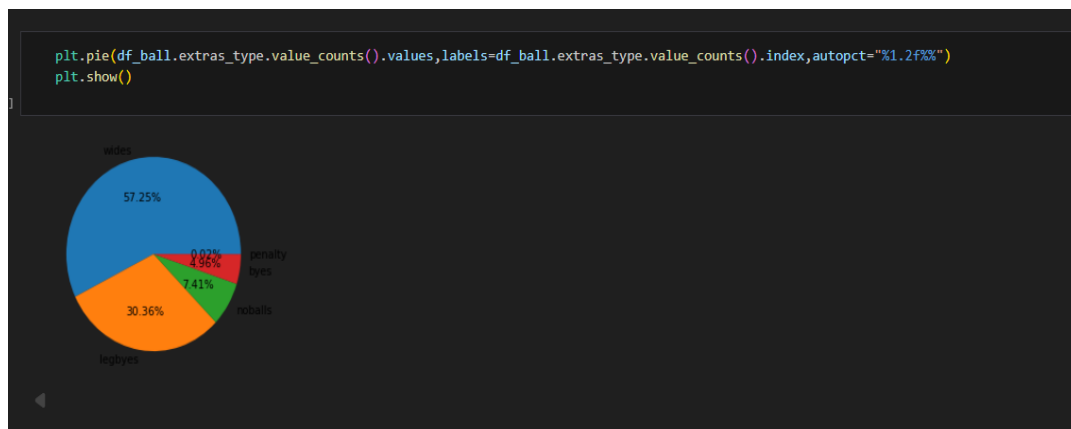 plt.pie(df_ball.extras_type.value_counts().values,labels=df_ball.extras_type.value_counts().index,autopct="%1.2f%%")
plt.show()
]
wides
57.25%
0.02%
penalty
4.96%
byes
7.41%
30.36%
noballs
legbyes